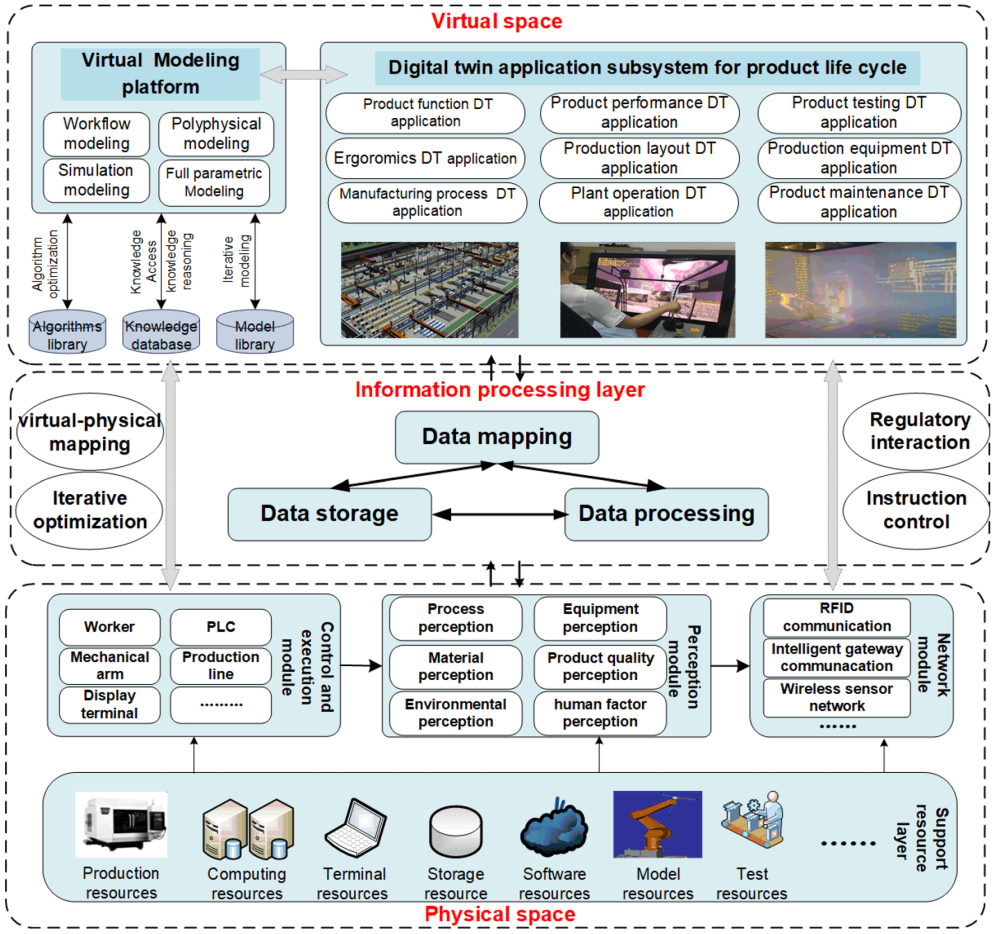 Virtual space
Virtual Modeling
platform
Workflow
modeling
Polyphysical
modeling
Simulation
modeling
Full parametric
Modeling
Algorithm
optimization
Knowledge
Access
knowledge
reasoning
Iterative
modeling
Algorithms
library
Knowledge
database
Model
library
Digital twin application subsystem for product life cycle
Product function DT
application
Product performance DT
application
Product testing DT
application
Ergoromics DT application
Production layout DT
application
Production equipment DT
application
Manufacturing process DT
application
Plant operation DT
application
Product maintenance DT
application
Information processing layer
virtual-physical
mapping
Iterative
optimization
Data mapping
Data storage
Data processing
Regulatory
interaction
Instruction
control
Worker
PLC
Mechanical
arm
Production
line
Display
terminal
………
Control and
execution
module
Process
perception
Equipment
perception
Material
perception
Product quality
perception
Environmental
perception
human factor
perception
Perception
module
RFID
communication
Intelligent gateway
communacation
Wireless sensor
network
……
Network
module
Production
resources
Computing
resources
Terminal
resources
Storage
resource
Software
resources
Model
resources
Test
resources
……
Support
resource
layer
Physical space